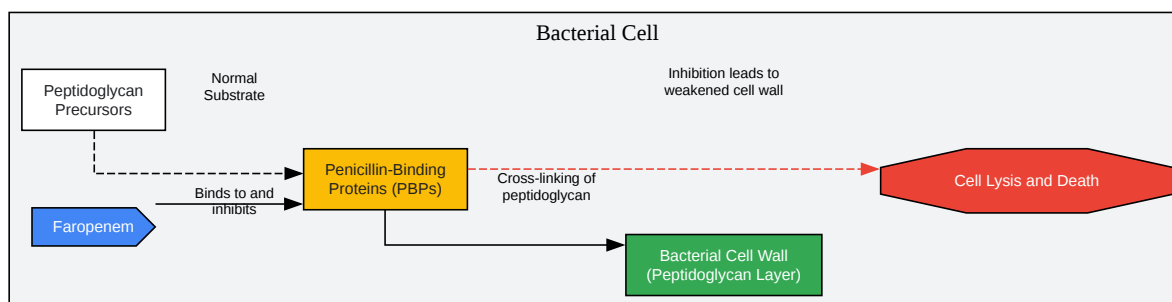 Bacterial Cell
Peptidoglycan
Precursors
Normal
Substrate
Inhibition leads to
weakened cell wall
Penicillin-Binding
Proteins (PBPs)
Cross-linking of
peptidoglycan
Cell Lysis and Death
Binds to and
inhibits
Faropenem
Bacterial Cell Wall
(Peptidoglycan Layer)